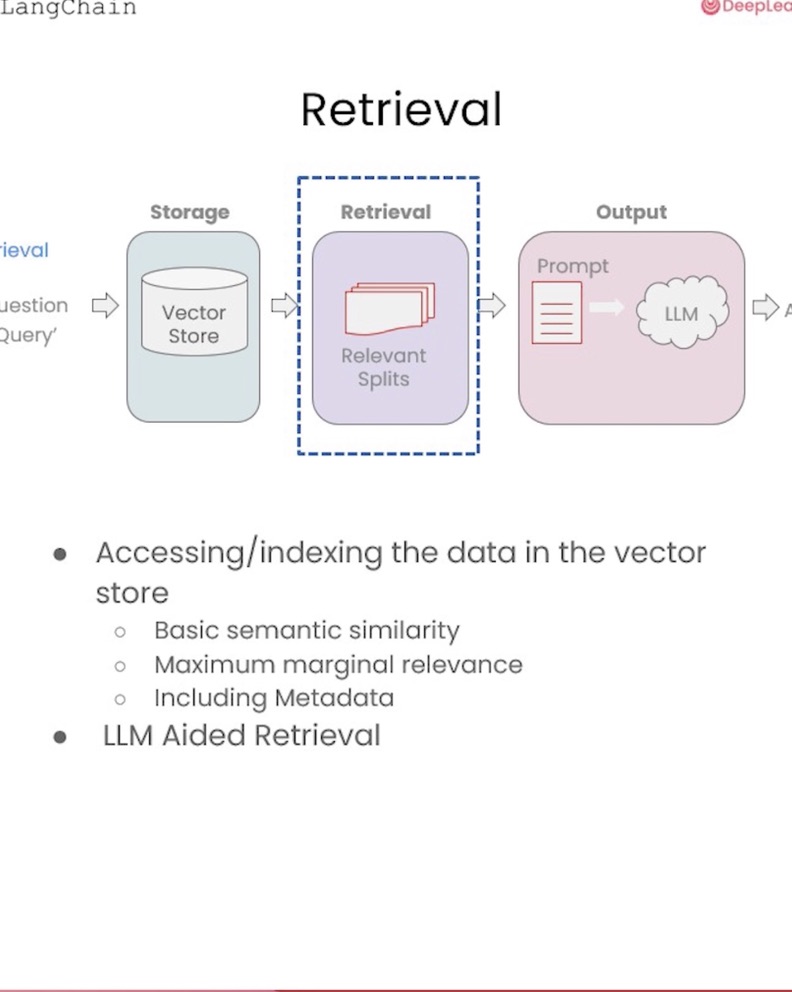 LangChain
DeepLea
Retrieval
Storage
Retrieval
Output
rieval
uestion
Query’
Vector
Store
Relevant
Splits
Prompt
LLM
A
● Accessing/indexing the data in the vector
store
○ Basic semantic similarity
○ Maximum marginal relevance
○ Including Metadata
● LLM Aided Retrieval